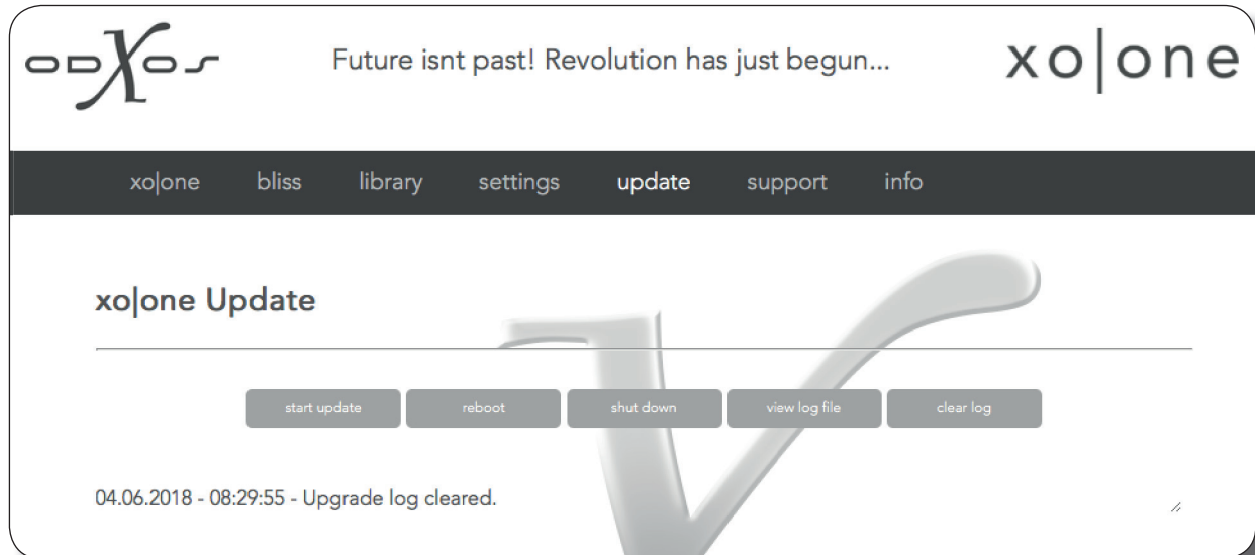 odXos
Future isnt past! Revolution has just begun...
xo|one
xo|one bliss library settings update support info
xo|one Update
start update reboot shut down view log file clear log
04.06.2018 - 08:29:55 - Upgrade log cleared.